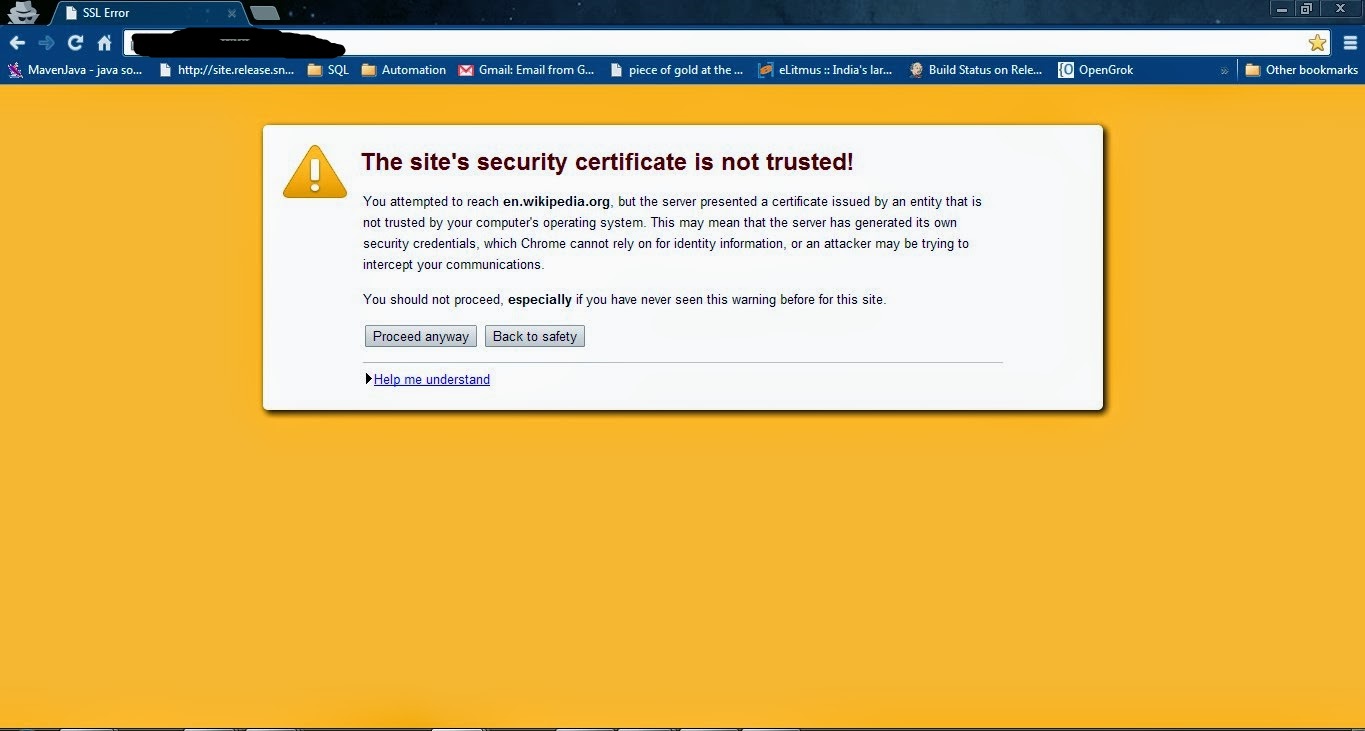 SSL Error
MavenJava - java so...
http://site.release.sn...
SQL
Automation
Gmail: Email from G...
piece of gold at the ...
eLitmus :: India's lar...
Build Status on Rele...
{O
OpenGrok
»
Other bookmarks
The site's security certificate is not trusted!
You attempted to reach en.wikipedia.org, but the server presented a certificate issued by an entity that is
not trusted by your computer's operating system. This may mean that the server has generated its own
security credentials, which Chrome cannot rely on for identity information, or an attacker may be trying to
intercept your communications.
You should not proceed, especially if you have never seen this warning before for this site.
Proceed anyway
Back to safety
Help me understand